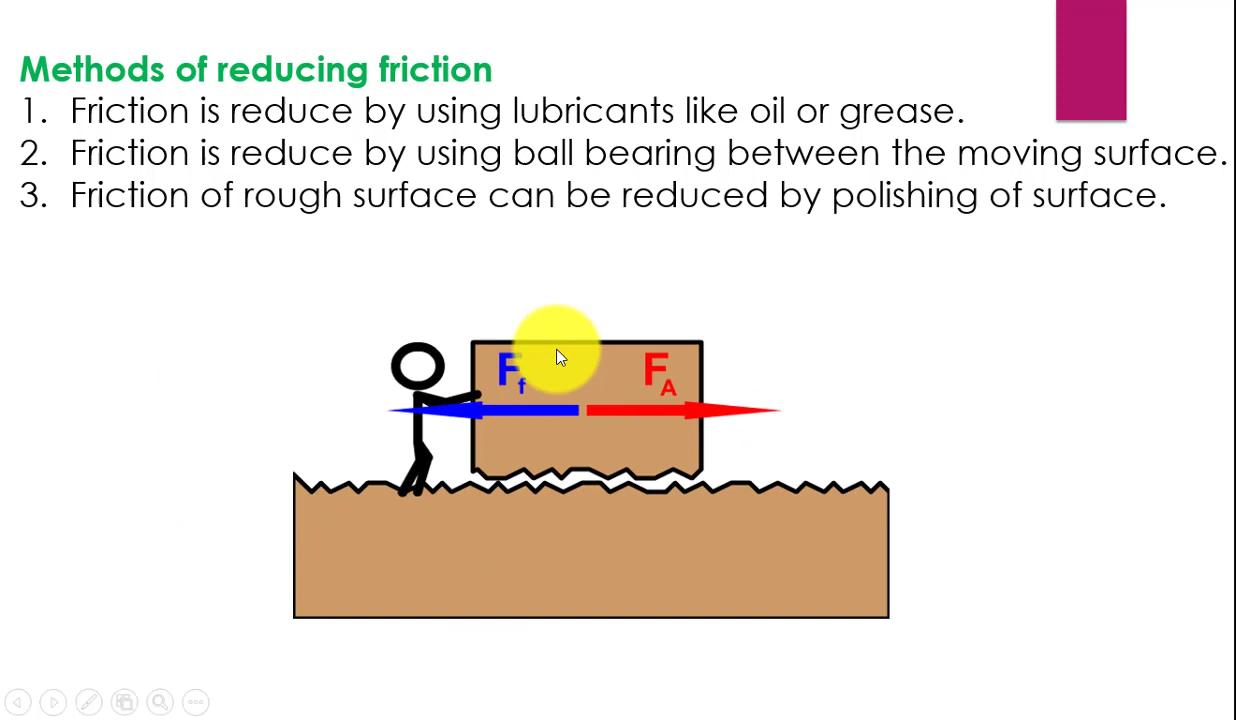 Methods of reducing friction
1. Friction is reduce by using lubricants like oil or grease.
2. Friction is reduce by using ball bearing between the moving surface.
3. Friction of rough surface can be reduced by polishing of surface.
Ff FA